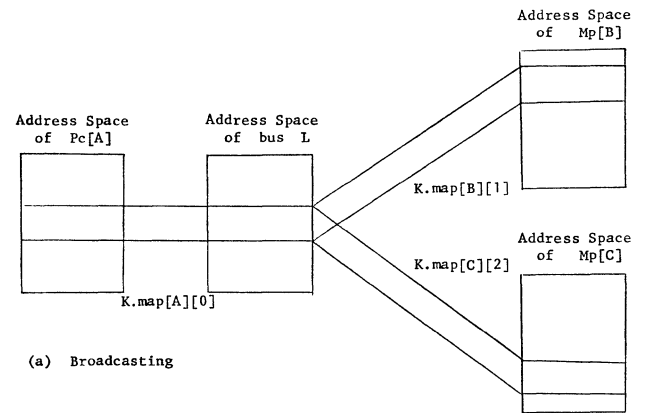 Address Space
of Mp[B]
Address Space
of Pc[A]
Address Space
of bus L
K.map[B][1]
Address Space
of Mp[C]
K.map[C][2]
K.map[A][0]
(a) Broadcasting